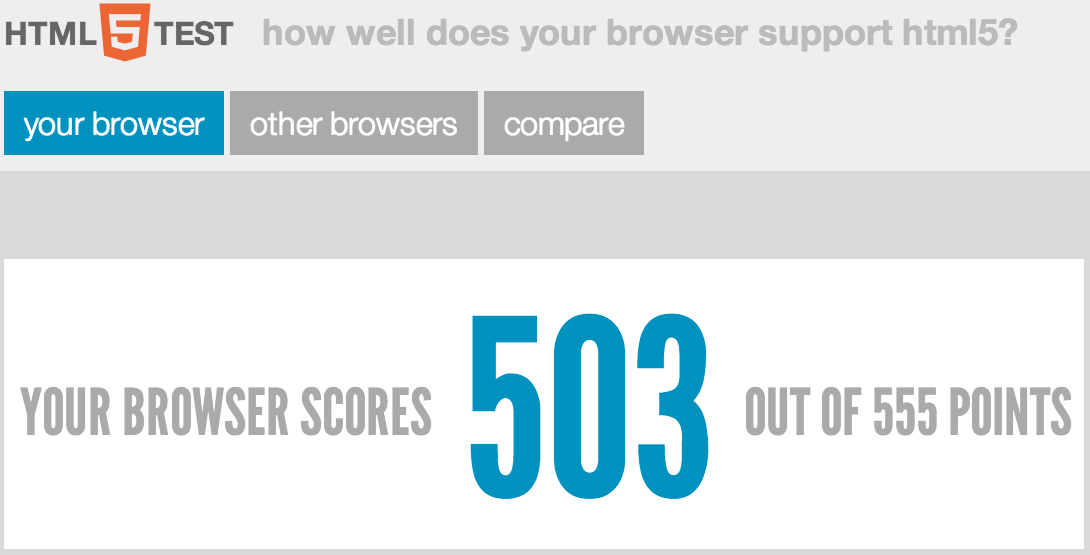 HTML5TEST how well does your browser support html5?
your browser other browsers compare
YOUR BROWSER SCORES 503 OUT OF 555 POINTS